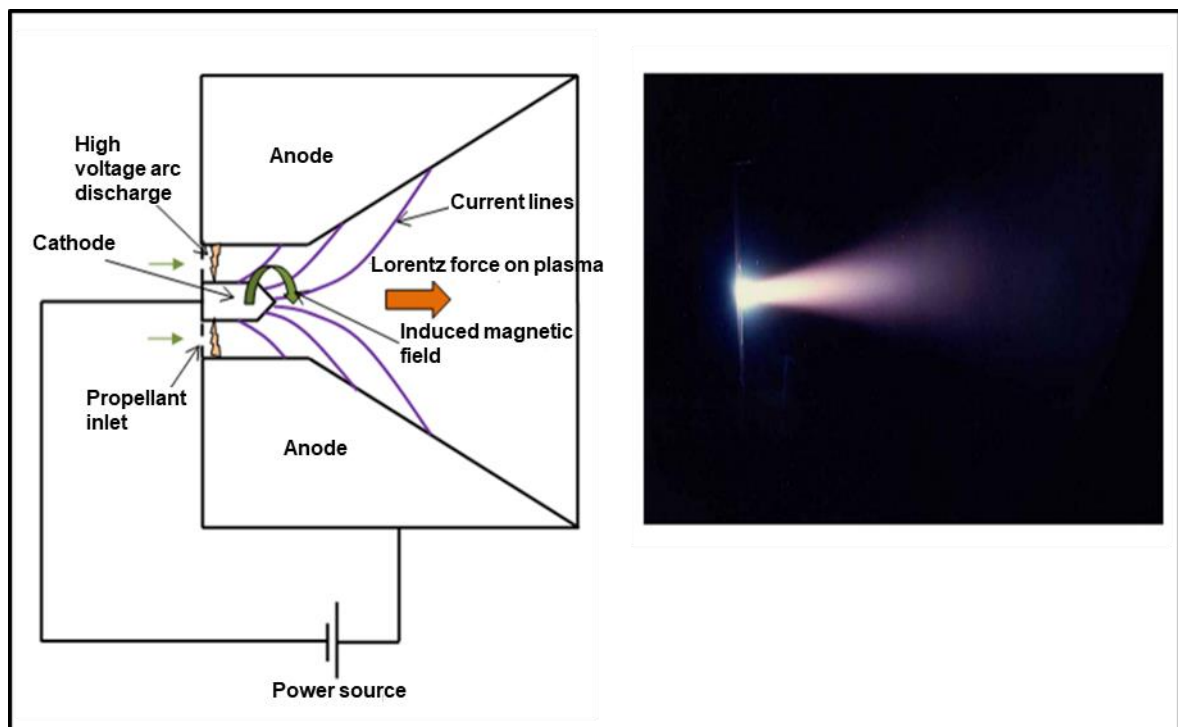 High
voltage arc
discharge
Anode
Current lines
Cathode
Lorentz force on plasma
Induced magnetic
field
Propellant
inlet
Anode
Power source